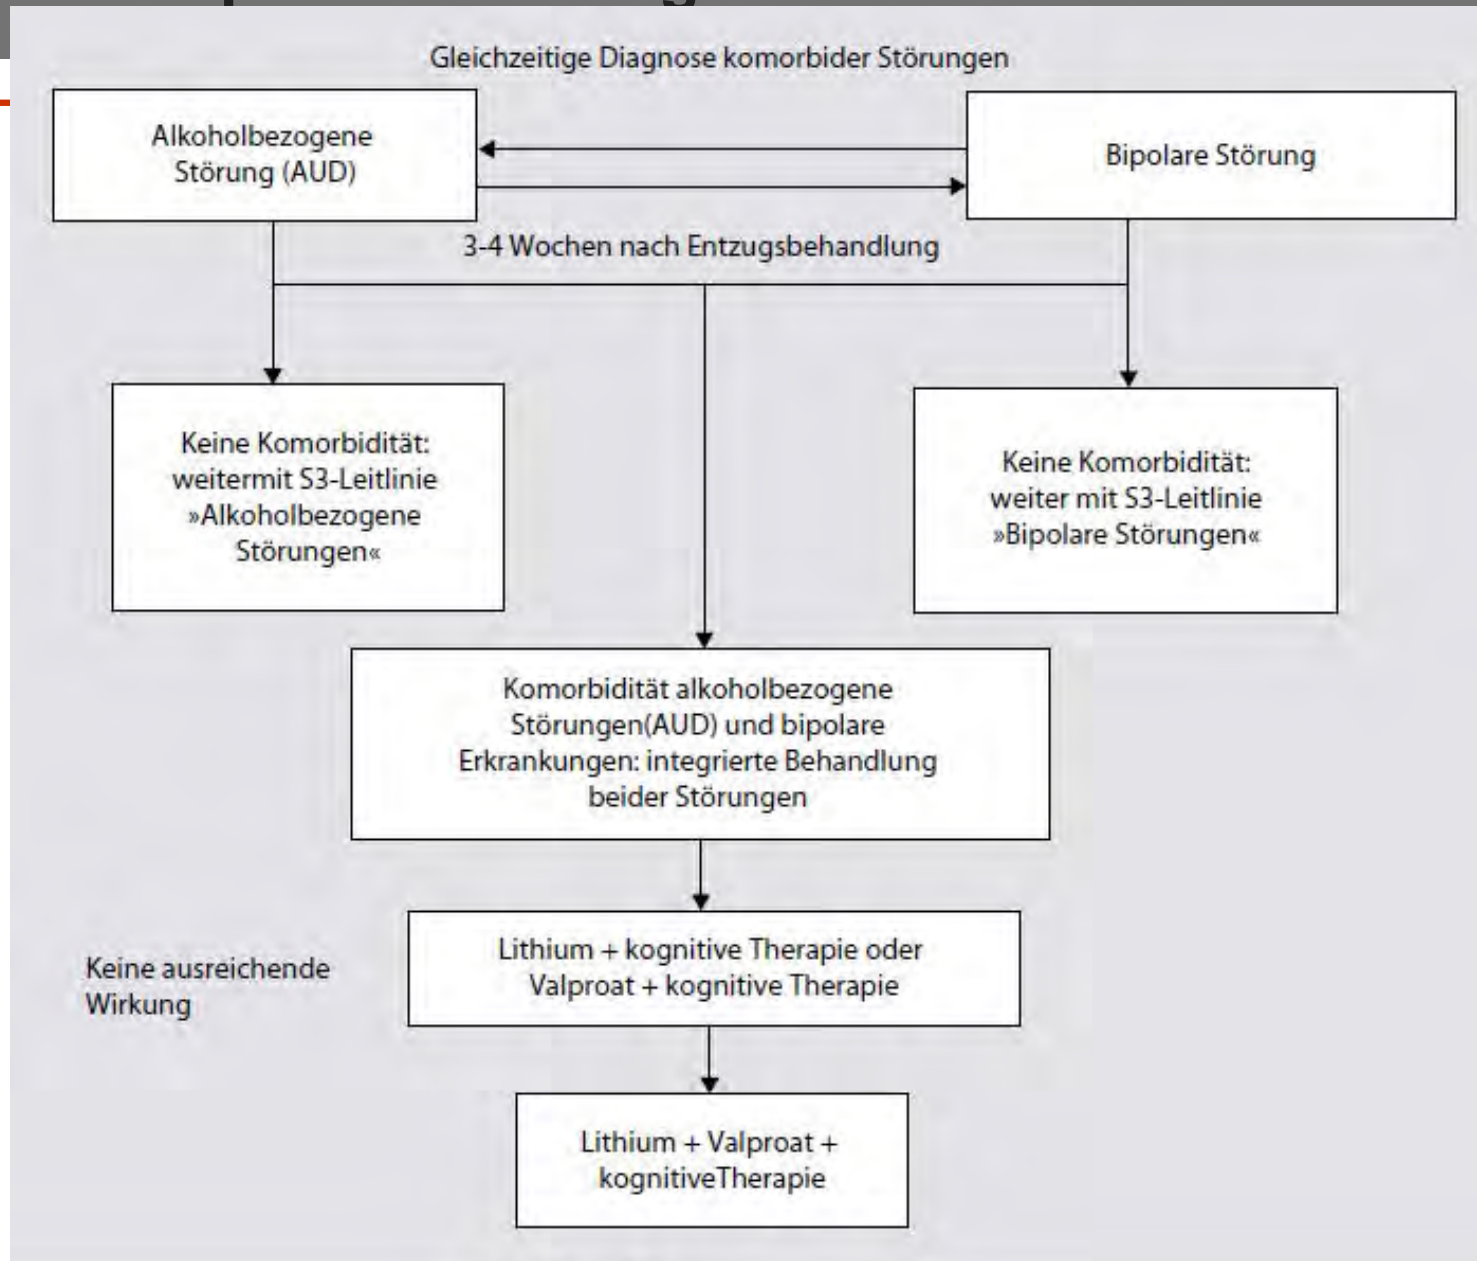 Gleichzeitige Diagnose komorbider Störungen
Alkoholbezogene
Störung (AUD)
Bipolare Störung
3-4 Wochen nach Entzugsbehandlung
Keine Komorbidität:
weitermit S3-Leitlinie
»Alkoholbezogene
Störungen«
Keine Komorbidität:
weiter mit S3-Leitlinie
»Bipolare Störungen«
Komorbidität alkoholbezogene
Störungen(AUD) und bipolare
Erkrankungen: integrierte Behandlung
beider Störungen
Keine ausreichende
Wirkung
Lithium + kognitive Therapie oder
Valproat + kognitive Therapie
Lithium + Valproat +
kognitiveTherapie